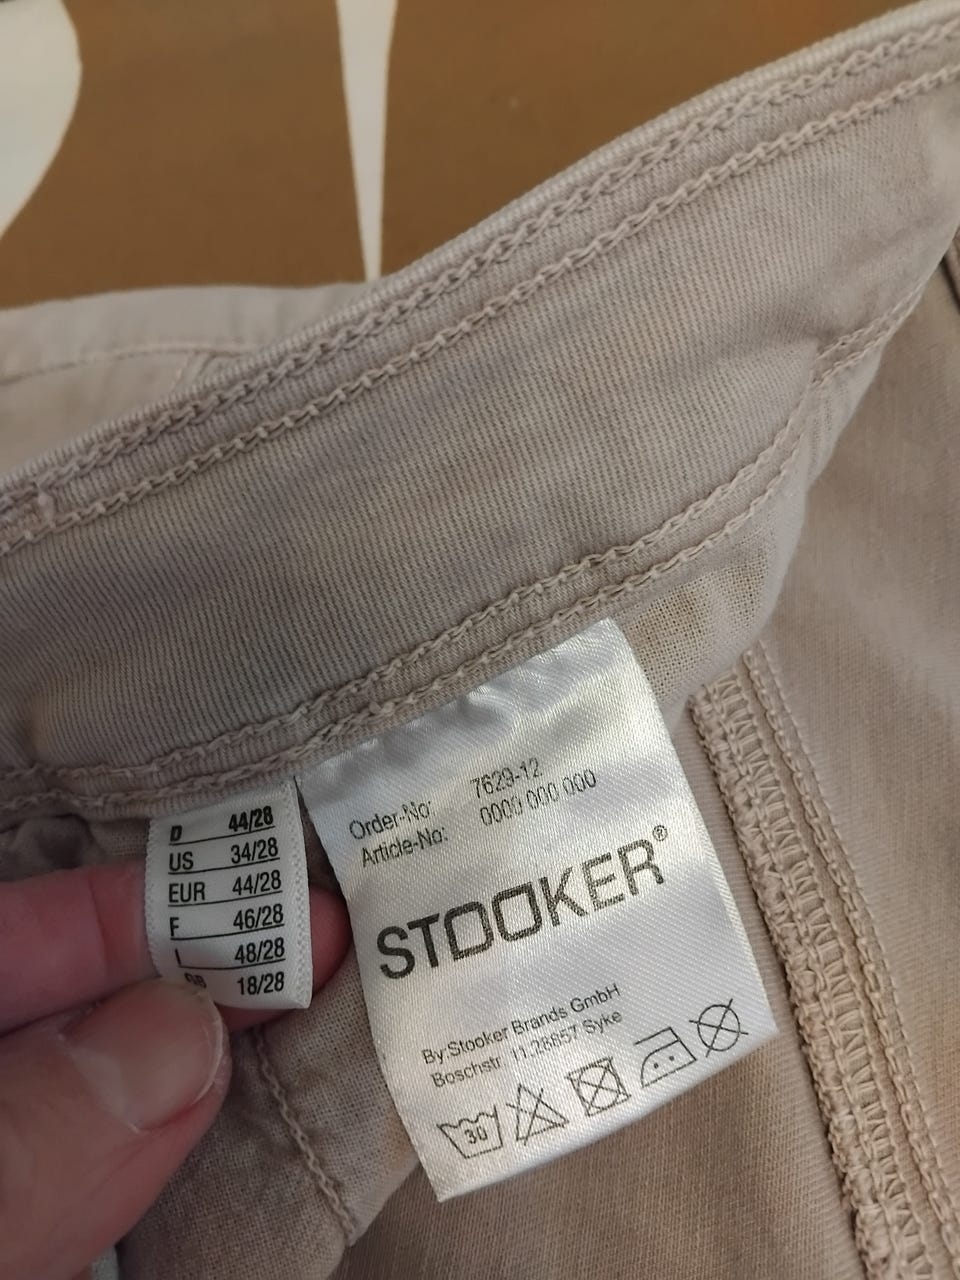 D 44/28
US 34/28
EUR 44/28
F 46/28
I 48/28
GB 18/28
Order-No: 7629-12
Article-No: 0000 000 000
STOOKER®
By Stooker Brands GmbH
Boschstr. 11,28857 Syke
30